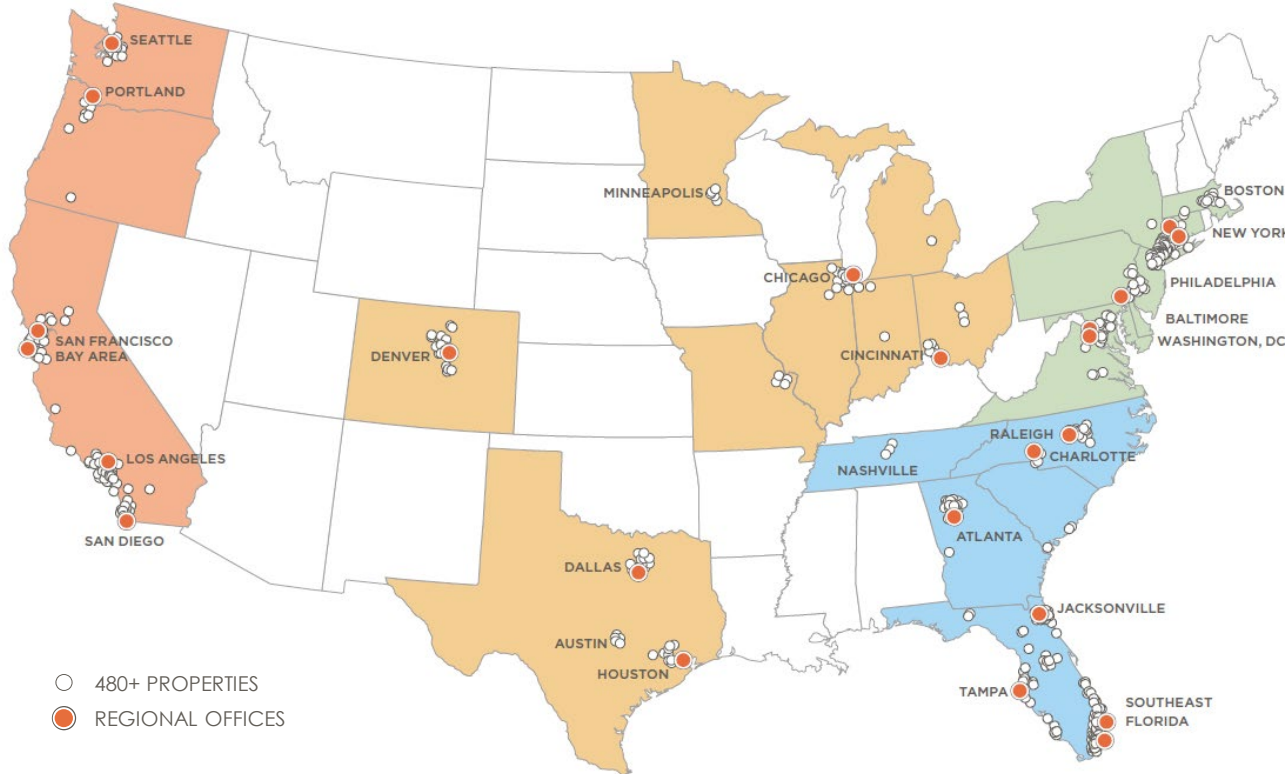 SEATTLE
PORTLAND
SAN FRANCISCO
BAY AREA
LOS ANGELES
SAN DIEGO
DENVER
MINNEAPOLIS
CHICAGO
CINCINNATI
DALLAS
AUSTIN
HOUSTON
BOSTON
NEW YORK
PHILADELPHIA
BALTIMORE
WASHINGTON, DC
RALEIGH
CHARLOTTE
NASHVILLE
ATLANTA
JACKSONVILLE
TAMPA
SOUTHEAST
FLORIDA
480+ PROPERTIES
REGIONAL OFFICES